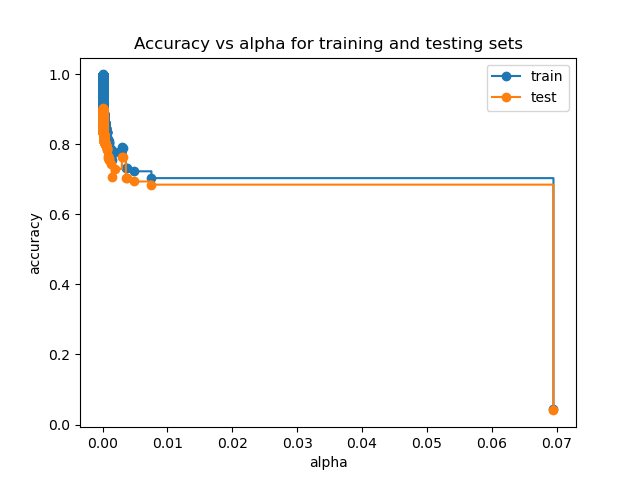 Accuracy vs alpha for training and testing sets
train
test
accuracy
1.0
0.8
0.6
0.4
0.2
0.0
0.00 0.01 0.02 0.03 0.04 0.05 0.06 0.07
alpha